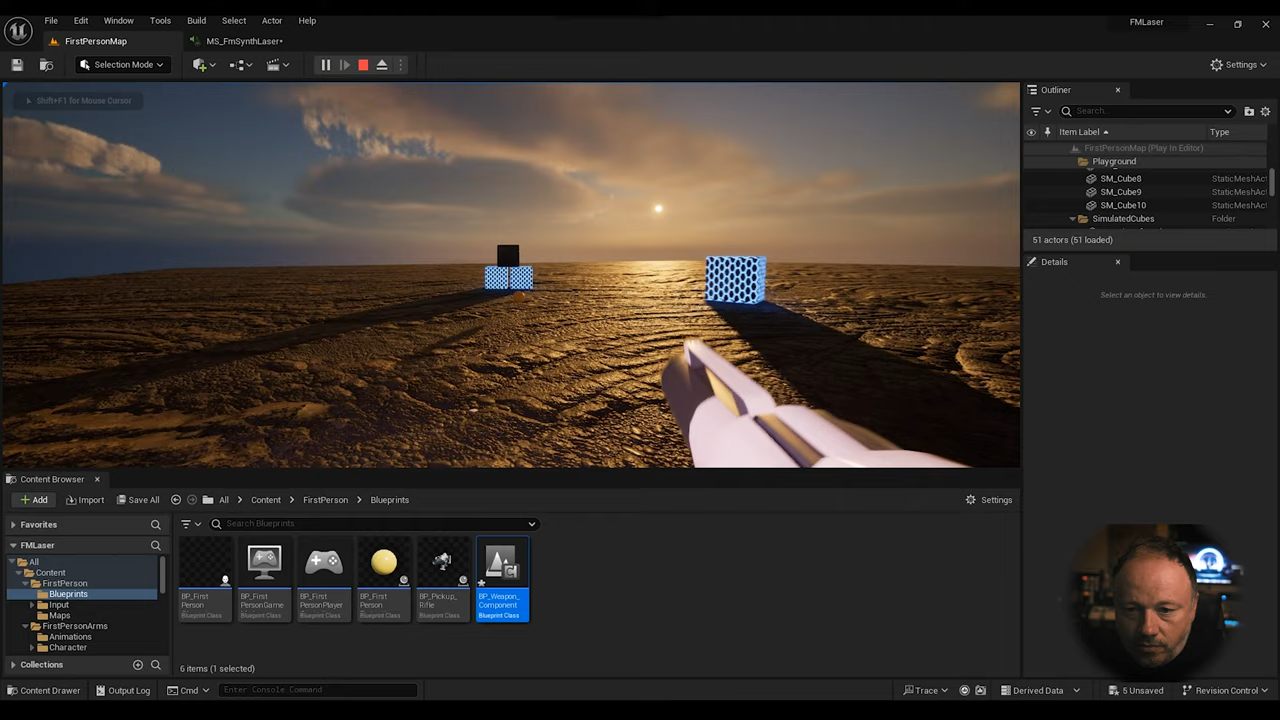 File Edit Window Tools Build Select Actor Help
FMLaser
FirstPersonMap
MS_FmSynthLaser•
Selection Mode
Settings
Shift+F1 for Mouse Cursor
Outliner
Search...
Item Label
Type
FirstPersonMap (Play In Editor)
Playground
SM_Cube8 StaticMeshAct
SM_Cube9 StaticMeshAct
SM_Cube10 StaticMeshAct
SimulatedCubes Folder
51 actors (51 loaded)
Details
Select an object to view details.
Content Browser
Add
Import
Save All
All
Content
FirstPerson
Blueprints
Settings
Favorites
Search Blueprints
FMLaser
All
Content
FirstPerson
Blueprints
Input
Maps
FirstPersonArms
Animations
Character
Collections
BP_First
Person
Blueprint Class
BP_First
PersonGame
Blueprint Class
BP_First
PersonPlayer
Blueprint Class
BP_First
Person
Blueprint Class
BP_Pickup_
Rifle
Blueprint Class
BP_Weapon_
Component
Blueprint Class
6 items (1 selected)
Content Drawer
Output Log
Cmd
Enter Console Command
Trace
Derived Data
5 Unsaved
Revision Control